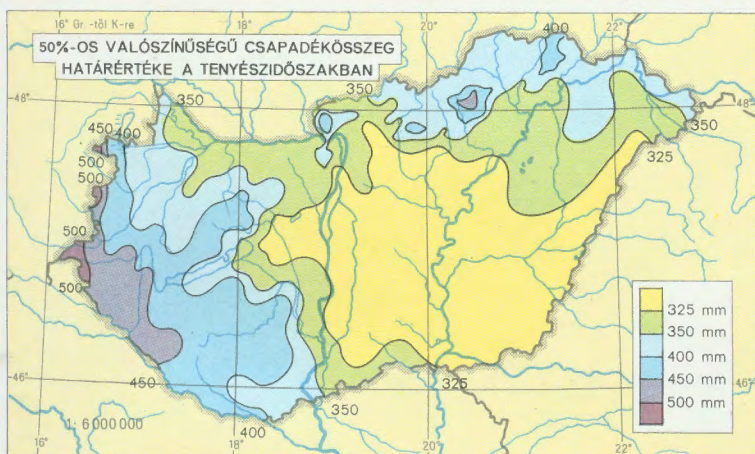 16° Gr.-től K-re
18°
20°
22°
50%-OS VALÓSZÍNŰSÉGŰ CSAPADÉKÖSSZEG
HATÁRÉRTÉKE A TENYÉSZIDŐSZAKBAN
400
48°
350
350
48°
450
400
350
500
325
500
500
500
325 mm
350 mm
400 mm
450 mm
500 mm
46°
450
325
46°
350
1:6 000 000
16°
18°
400
20°
22°